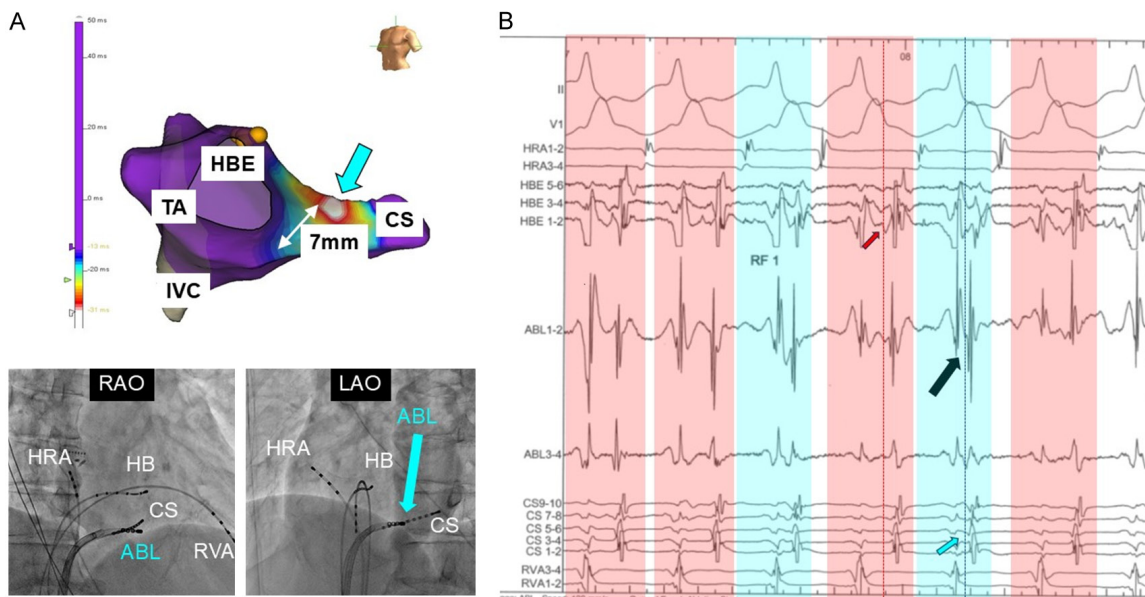 A
50 ms
20 ms
0 ms
-13 ms
-20 ms
-31 ms
HBE
TA
CS
7mm
IVC
RAO
HRA
HB
CS
ABL
RVA
LAO
ABL
HRA
HB
CS
B
08
II
V1
HRA1-2
HRA3-4
HBE 5-6
HBE 3-4
HBE 1-2
RF 1
ABL1-2
ABL3-4
CS9-10
CS 7-8
CS 5-6
CS 3-4
CS 1-2
RVA3-4
RVA1-2